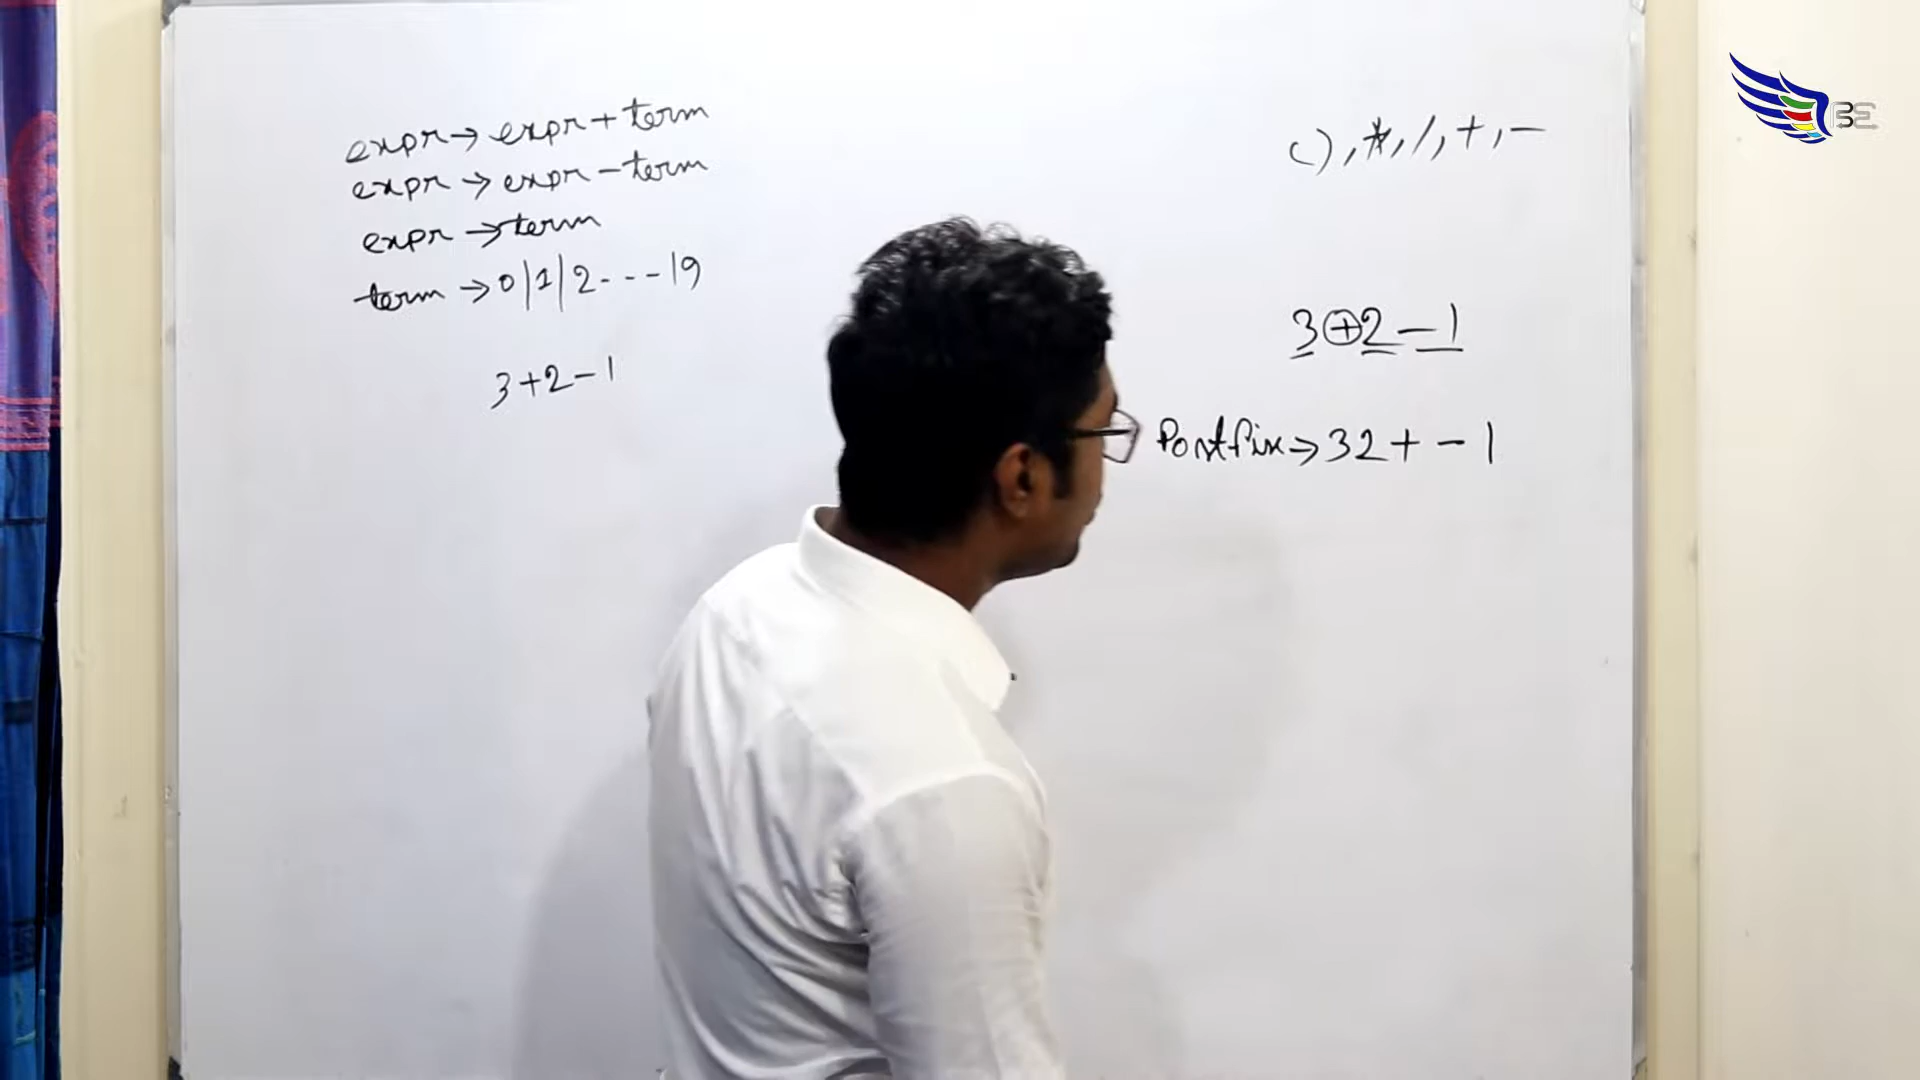 expr → expr + term
expr → expr - term
expr → term
term → 0|1|2---|9
3+2-1
( ) , * , / , + , -
3+2-1
Postfix → 32+-1
BE